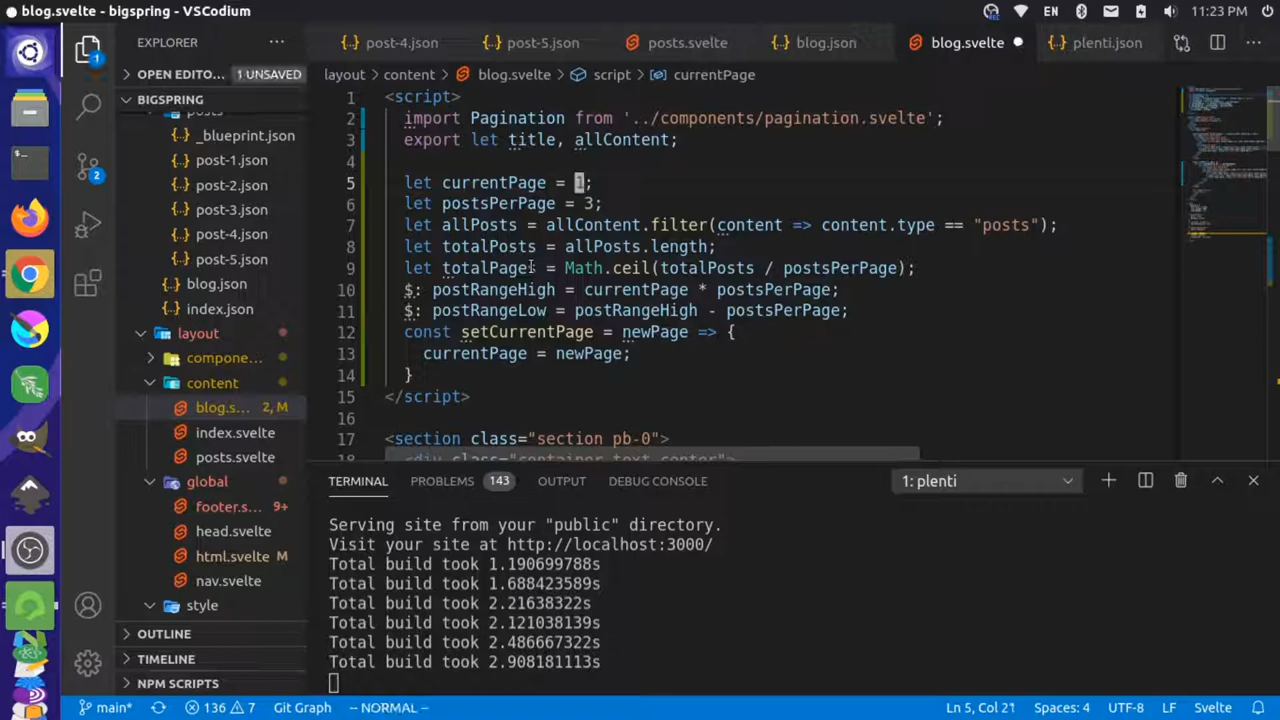 blog.svelte - bigspring - VSCodium
EN
11:23 PM
EXPLORER
post-4.json
post-5.json
posts.svelte
blog.json
blog.svelte
plenti.json
OPEN EDITO...
1 UNSAVED
layout > content > blog.svelte > script > currentPage
BIGSPRING
posts
_blueprint.json
post-1.json
post-2.json
post-3.json
post-4.json
post-5.json
blog.json
index.json
layout
compone...
content
blog.s... 2, M
index.svelte
posts.svelte
global
footer.s... 9+
head.svelte
html.svelte M
nav.svelte
style
OUTLINE
TIMELINE
NPM SCRIPTS
1 <script>
2 import Pagination from '../components/pagination.svelte';
3 export let title, allContent;
4
5 let currentPage = 1;
6 let postsPerPage = 3;
7 let allPosts = allContent.filter(content => content.type == "posts");
8 let totalPosts = allPosts.length;
9 let totalPages = Math.ceil(totalPosts / postsPerPage);
10 $: postRangeHigh = currentPage * postsPerPage;
11 $: postRangeLow = postRangeHigh - postsPerPage;
12 const setCurrentPage = newPage => {
13 currentPage = newPage;
14 }
15 </script>
16
17 <section class="section pb-0">
18 <div class="container text-center">
TERMINAL
PROBLEMS 143
OUTPUT
DEBUG CONSOLE
1: plenti
Serving site from your "public" directory.
Visit your site at http://localhost:3000/
Total build took 1.190699788s
Total build took 1.688423589s
Total build took 2.21638322s
Total build took 2.121038139s
Total build took 2.486667322s
Total build took 2.908181113s
main*
136
7
Git Graph
-- NORMAL --
Ln 5, Col 21
Spaces: 4
UTF-8
LF
Svelte